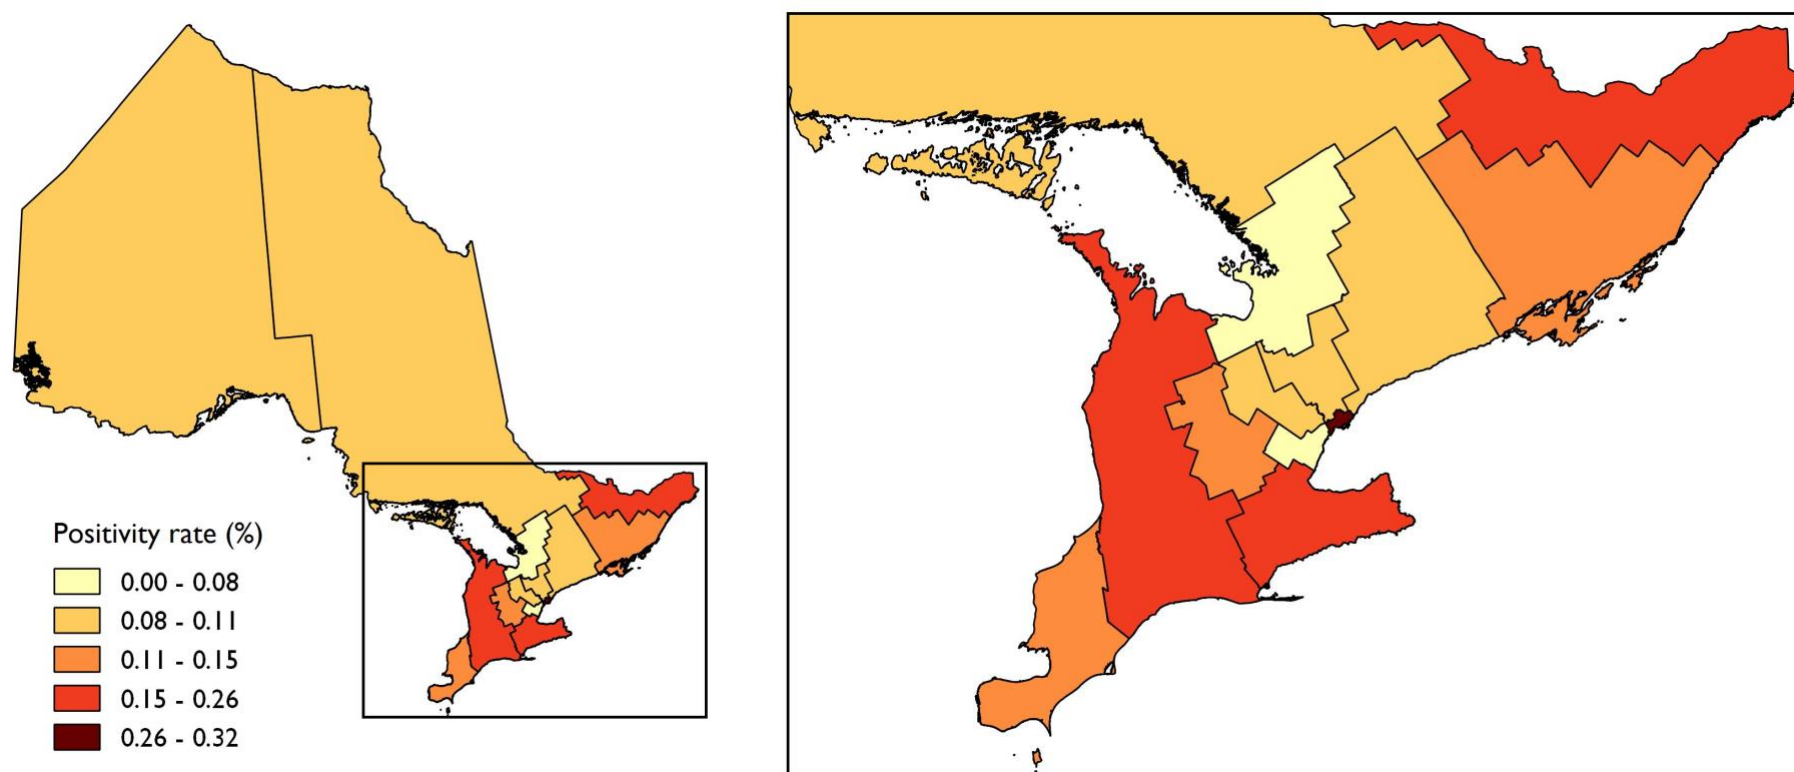 Positivity rate (%)
0.00 - 0.08
0.08 - 0.11
0.11 - 0.15
0.15 - 0.26
0.26 - 0.32